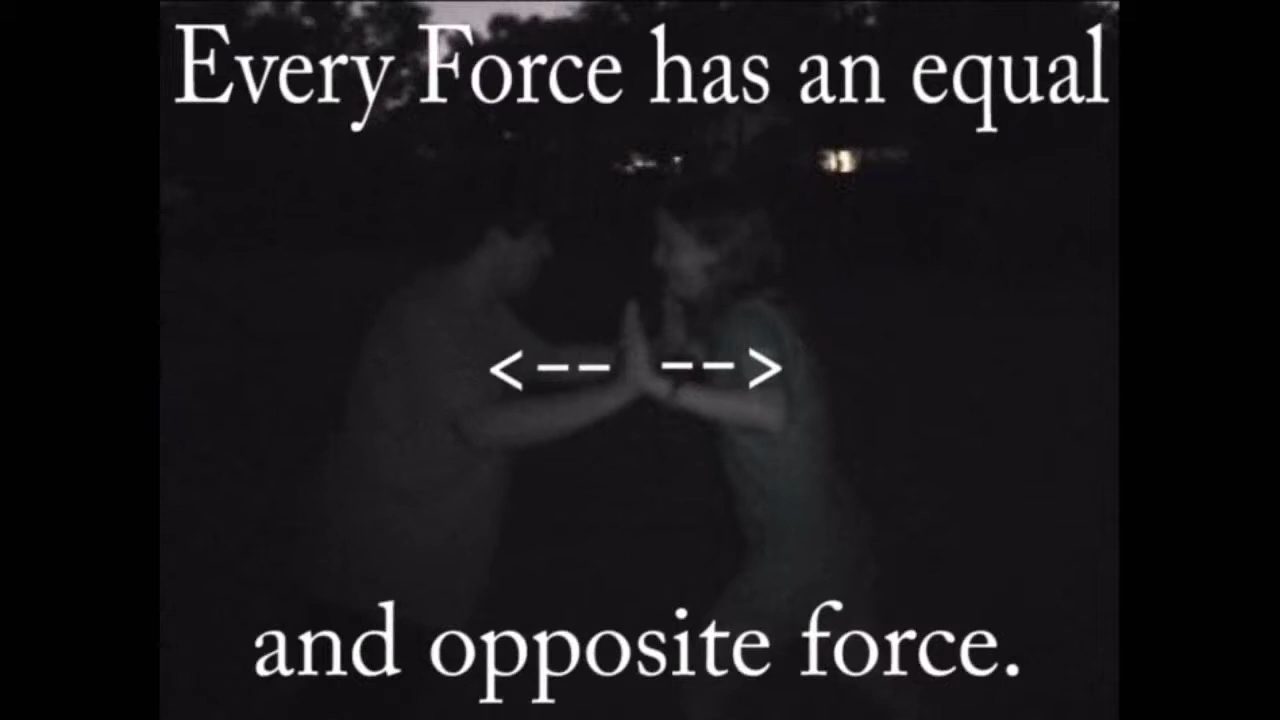 Every Force has an equal
<-- -->
and opposite force.